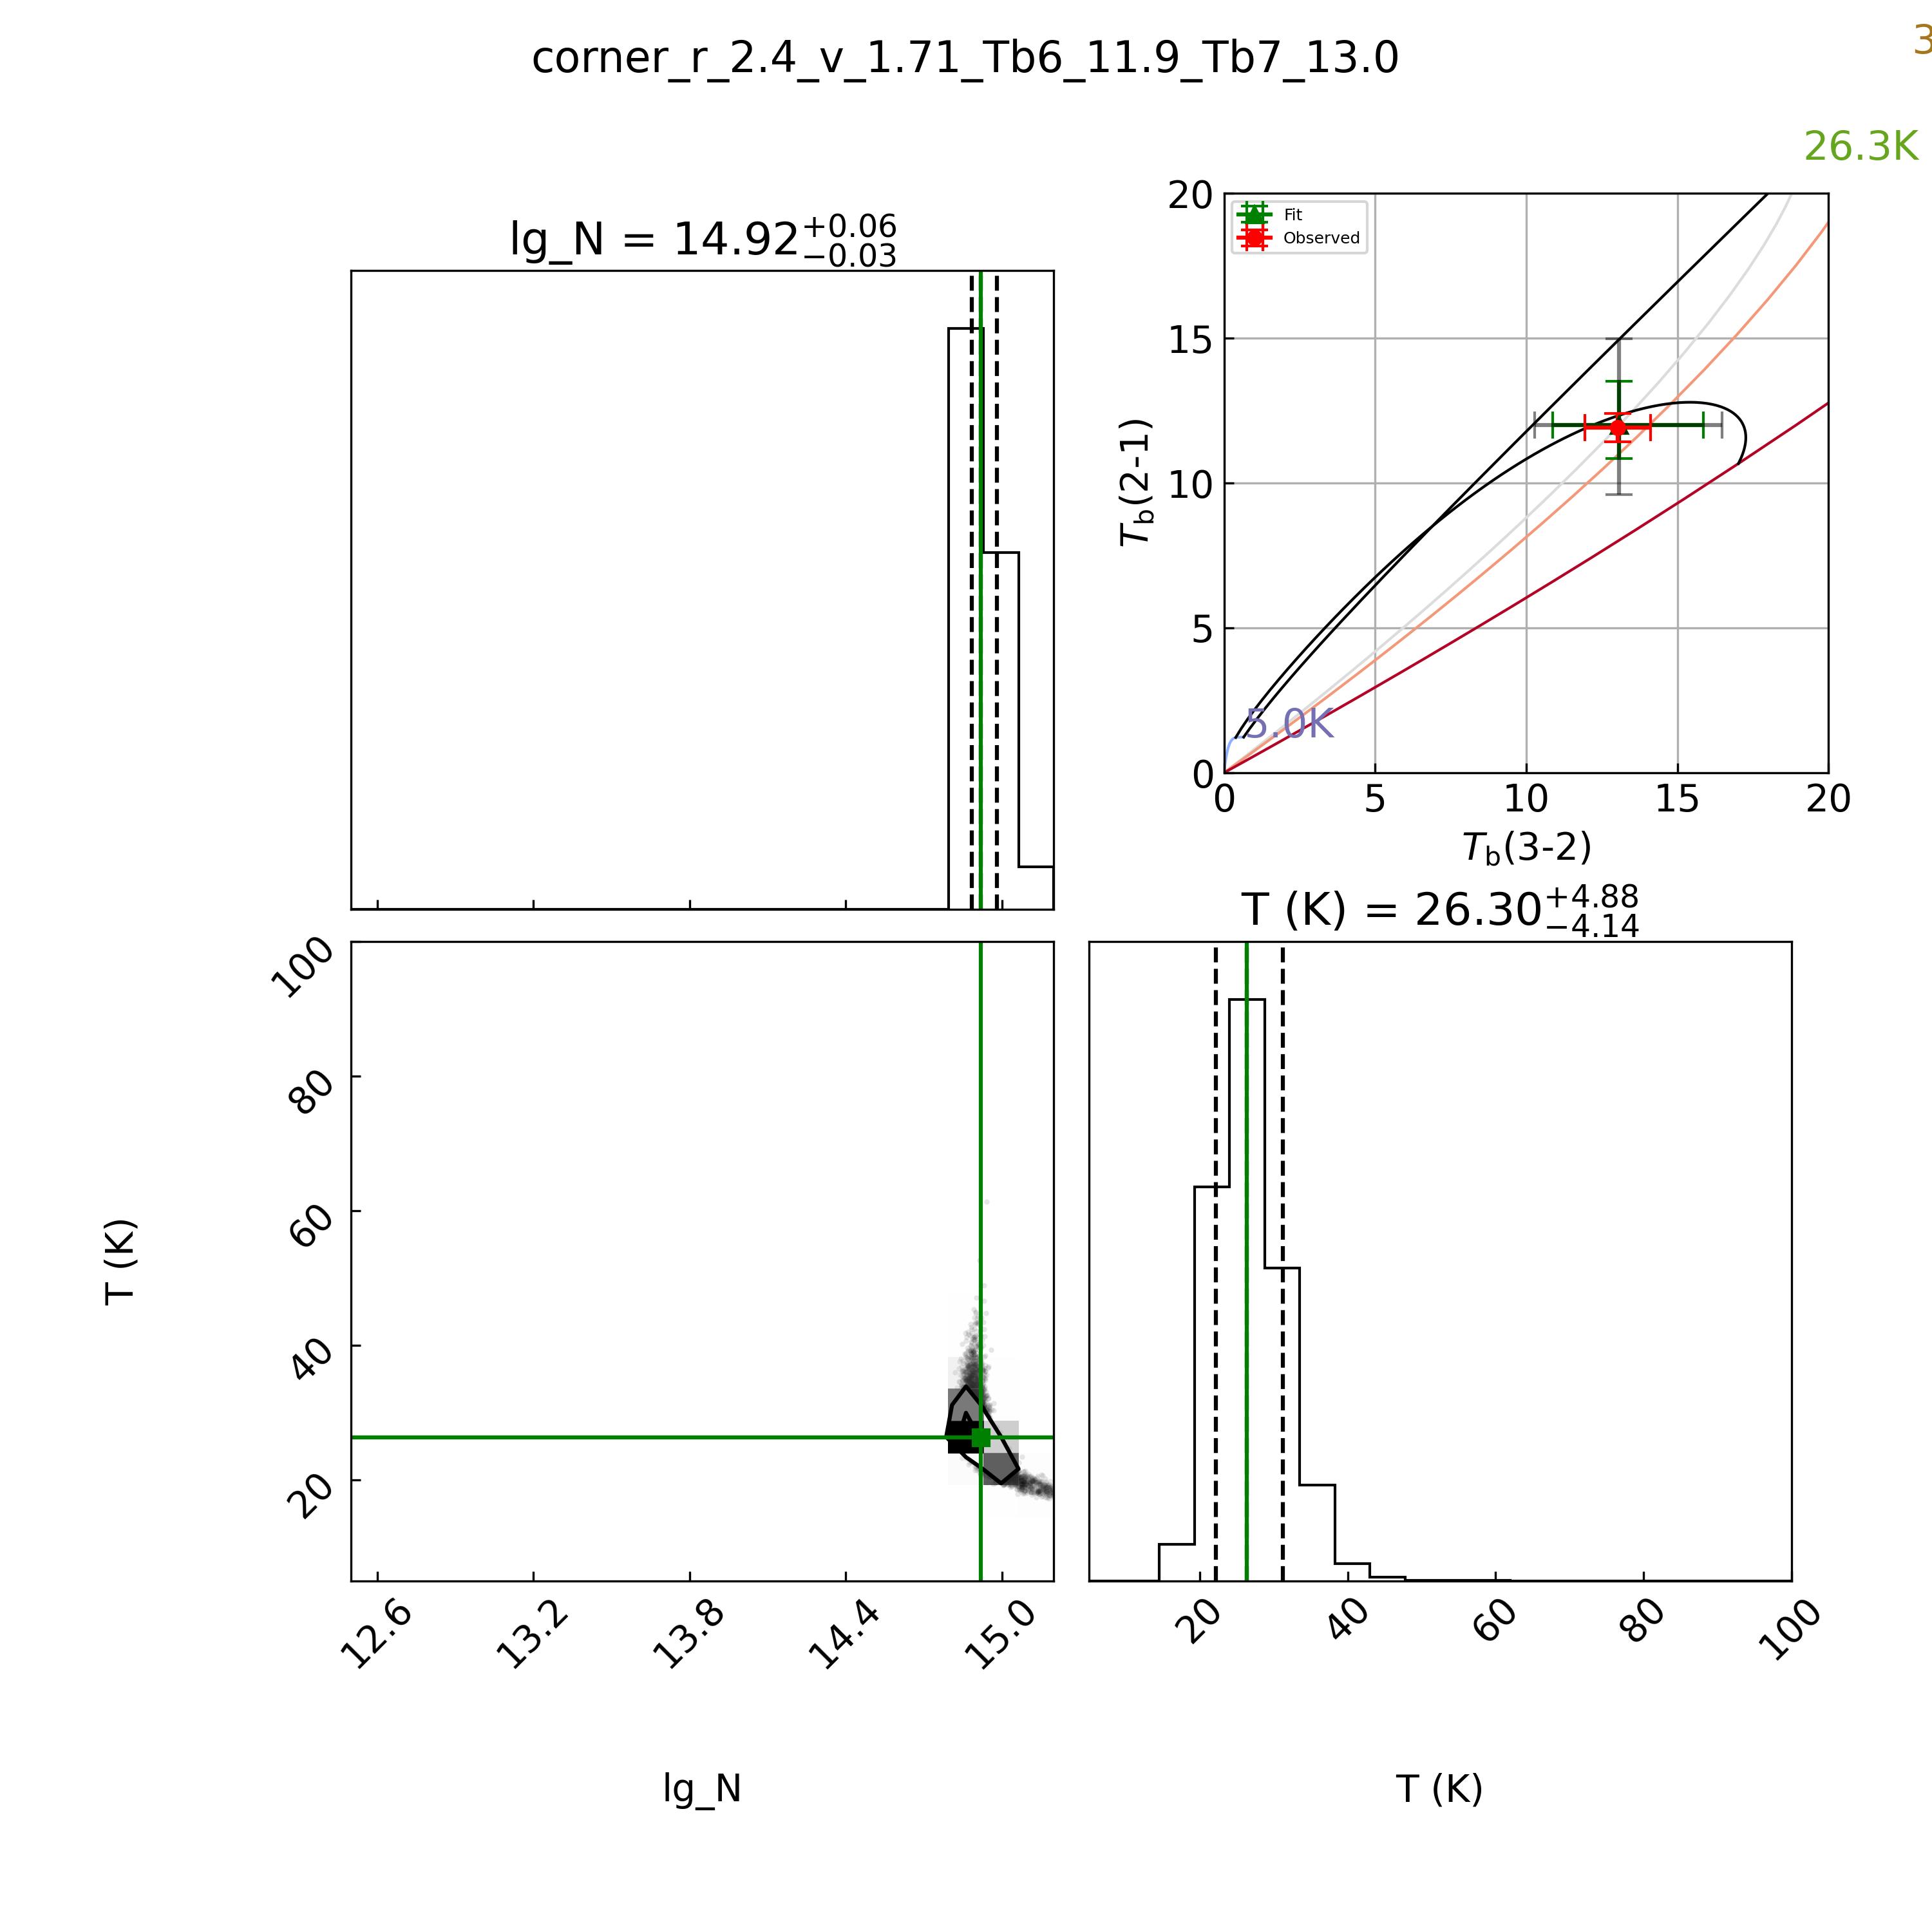 corner_r_2.4_v_1.71_Tb6_11.9_Tb7_13.0
3
26.3K
lg_N = 14.92+0.06−0.03
20
15
10
5
0
Tb(2-1)
Fit
Observed
5.0K
0 5 10 15 20
Tb(3-2)
T (K) = 26.30+4.88−4.14
100
80
60
40
20
T (K)
12.6 13.2 13.8 14.4 15.0
20 40 60 80 100
lg_N
T (K)